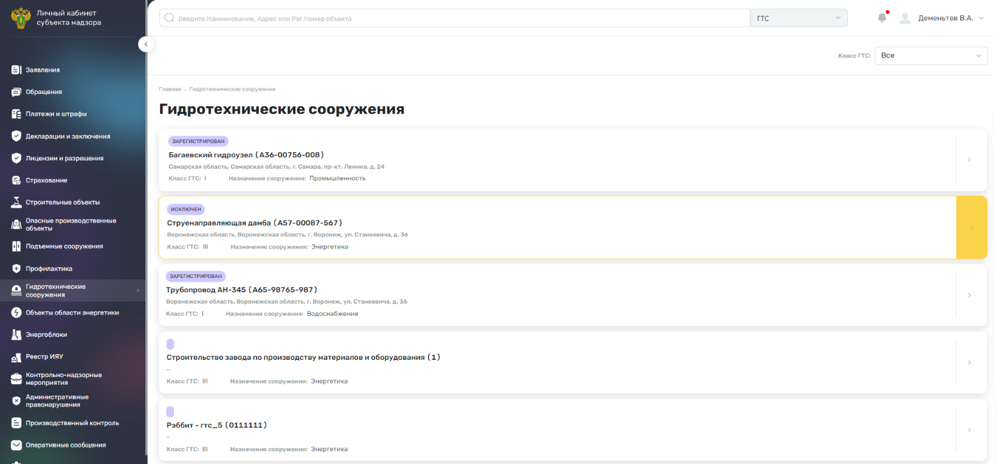 Личный кабинет
субъекта надзора
Введите Наименование, Адрес или Рег.Номер объекта
ГТС
Деменьтев В.А.
Заявления
Обращения
Платежи и штрафы
Декларации и заключения
Лицензии и разрешения
Страхование
Строительные объекты
Опасные производственные
объекты
Подъемные сооружения
Профилактика
Гидротехнические
сооружения
Объекты области энергетики
Энергоблоки
Реестр ИЯУ
Контрольно-надзорные
мероприятия
Административные
правонарушения
Производственный контроль
Оперативные сообщения
Класс ГТС: Все
Главная • Гидротехнические сооружения
Гидротехнические сооружения
ЗАРЕГИСТРИРОВАН
Багаевский гидроузел (А36-00756-008)
Самарская область, Самарская область, г. Самара, пр-кт. Ленина, д. 24
Класс ГТС: I Назначение сооружения: Промышленность
ИСКЛЮЧЕН
Струенаправляющая дамба (А57-00087-567)
Воронежская область, Воронежская область, г. Воронеж, ул. Станкевича, д. 36
Класс ГТС: III Назначение сооружения: Энергетика
ЗАРЕГИСТРИРОВАН
Трубопровод АН-345 (А65-98765-987)
Воронежская область, Воронежская область, г. Воронеж, ул. Станкевича, д. 36
Класс ГТС: I Назначение сооружения: Водоснабжение
Строительство завода по производству материалов и оборудования (1)
-
Класс ГТС: III Назначение сооружения: Энергетика
Рэббит - гтс_5 (0111111)
-
Класс ГТС: III Назначение сооружения: Энергетика